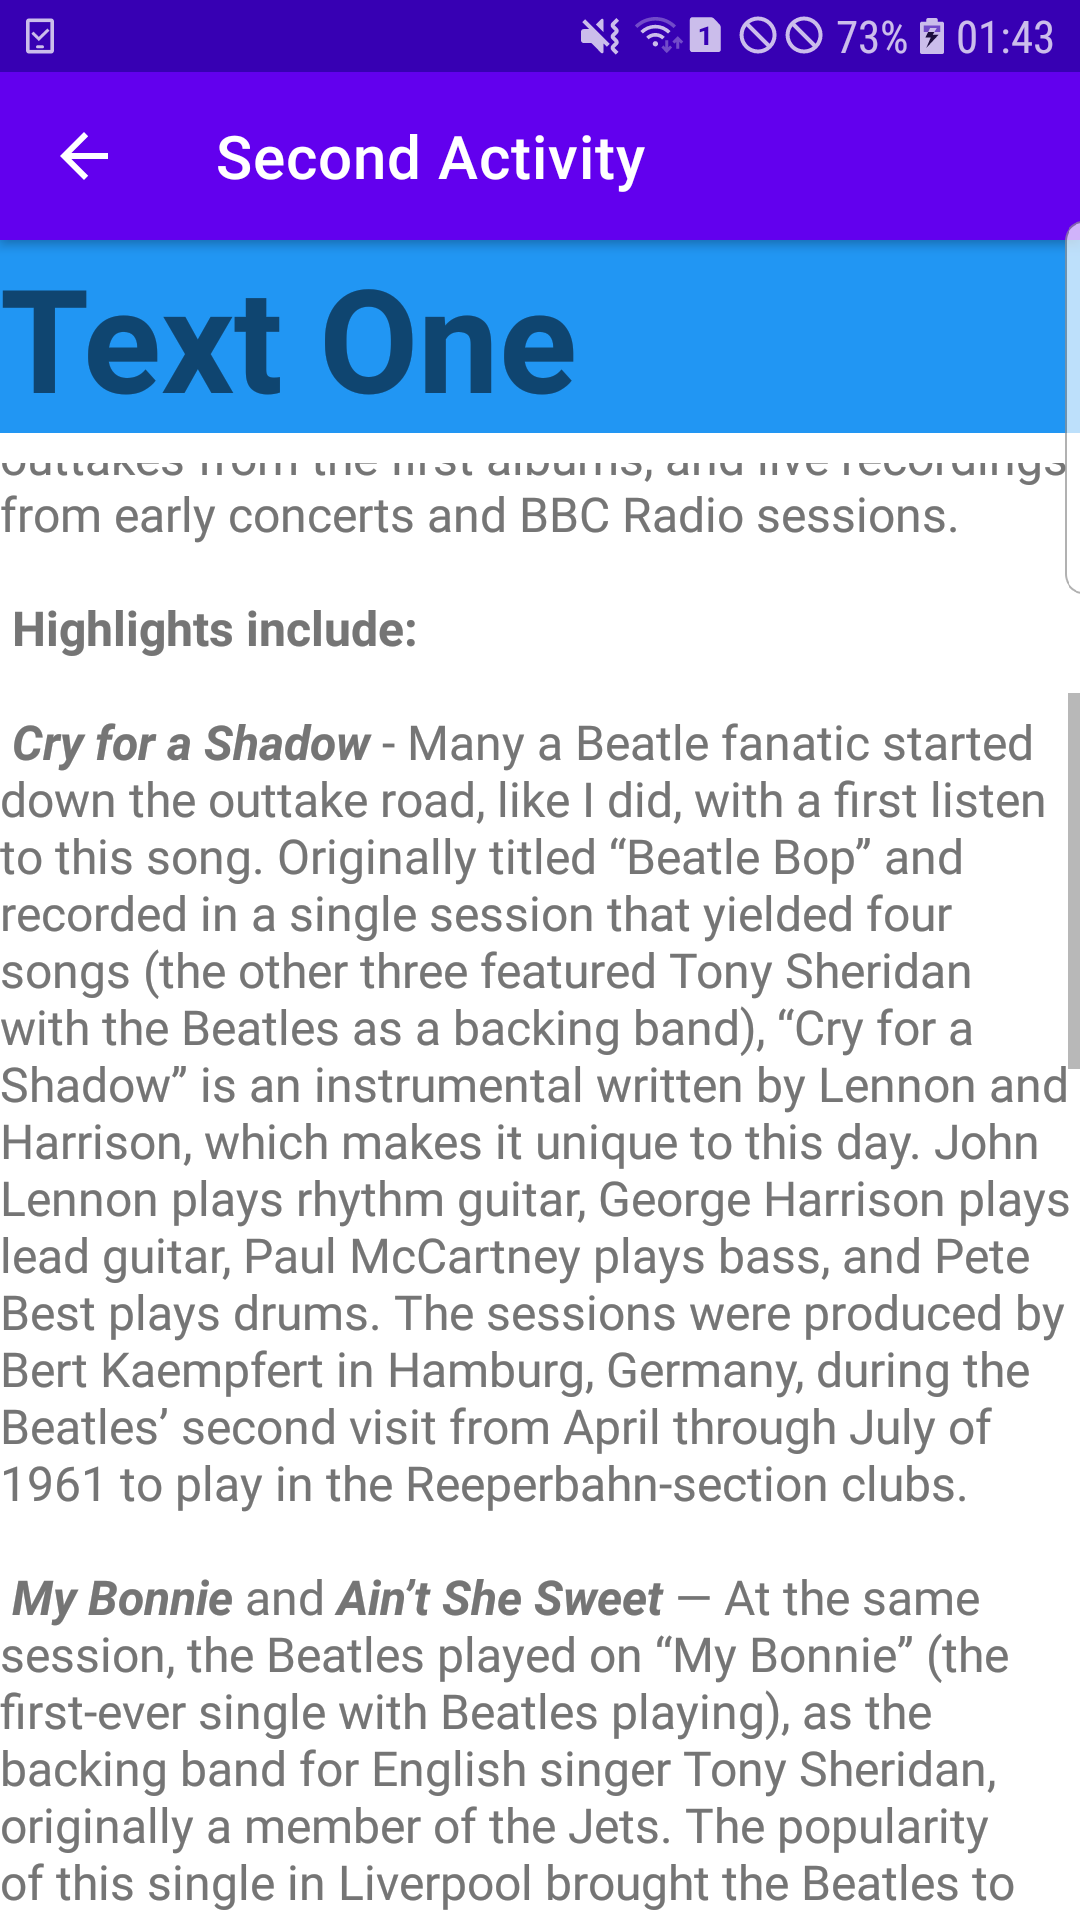 1
73%
01:43
Second Activity
Text One
outtakes from the first albums, and live recordings
from early concerts and BBC Radio sessions.
Highlights include:
Cry for a Shadow - Many a Beatle fanatic started
down the outtake road, like I did, with a first listen
to this song. Originally titled “Beatle Bop” and
recorded in a single session that yielded four
songs (the other three featured Tony Sheridan
with the Beatles as a backing band), “Cry for a
Shadow” is an instrumental written by Lennon and
Harrison, which makes it unique to this day. John
Lennon plays rhythm guitar, George Harrison plays
lead guitar, Paul McCartney plays bass, and Pete
Best plays drums. The sessions were produced by
Bert Kaempfert in Hamburg, Germany, during the
Beatles’ second visit from April through July of
1961 to play in the Reeperbahn-section clubs.
My Bonnie and Ain’t She Sweet — At the same
session, the Beatles played on “My Bonnie” (the
first-ever single with Beatles playing), as the
backing band for English singer Tony Sheridan,
originally a member of the Jets. The popularity
of this single in Liverpool brought the Beatles to